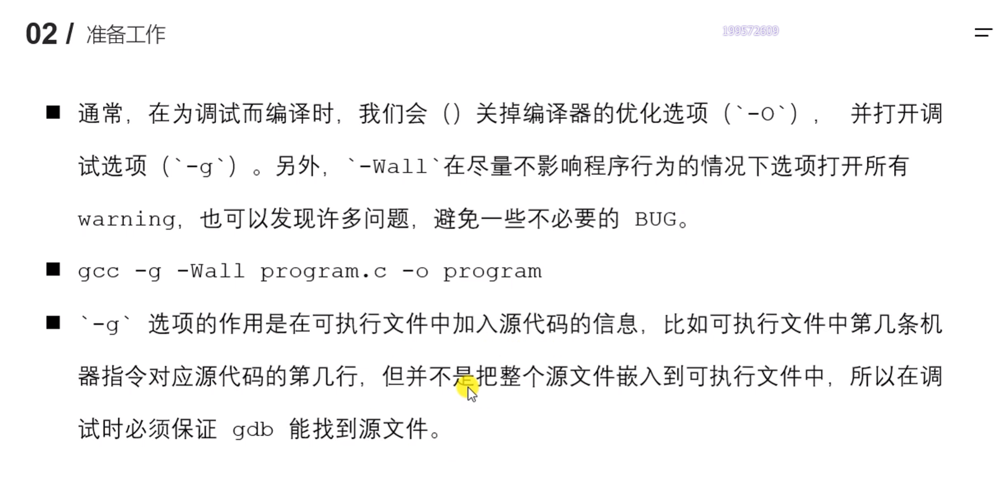 02 / 准备工作
199572609
■ 通常，在为调试而编译时，我们会（）关掉编译器的优化选项（`-O`）， 并打开调
试选项（`-g`）。另外，`-Wall`在尽量不影响程序行为的情况下选项打开所有
warning，也可以发现许多问题，避免一些不必要的 BUG。
■ gcc -g -Wall program.c -o program
■ `-g` 选项的作用是在可执行文件中加入源代码的信息，比如可执行文件中第几条机
器指令对应源代码的第几行，但并不是把整个源文件嵌入到可执行文件中，所以在调
试时必须保证 gdb 能找到源文件。